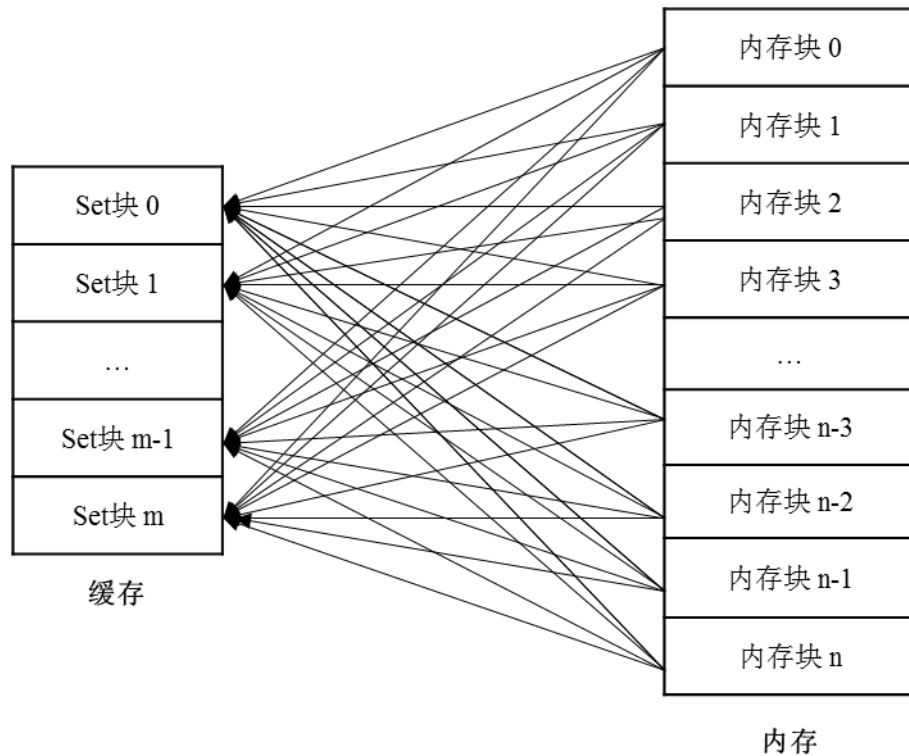 Set块 0
Set块 1
…
Set块 m-1
Set块 m
缓存
内存块 0
内存块 1
内存块 2
内存块 3
…
内存块 n-3
内存块 n-2
内存块 n-1
内存块 n
内存